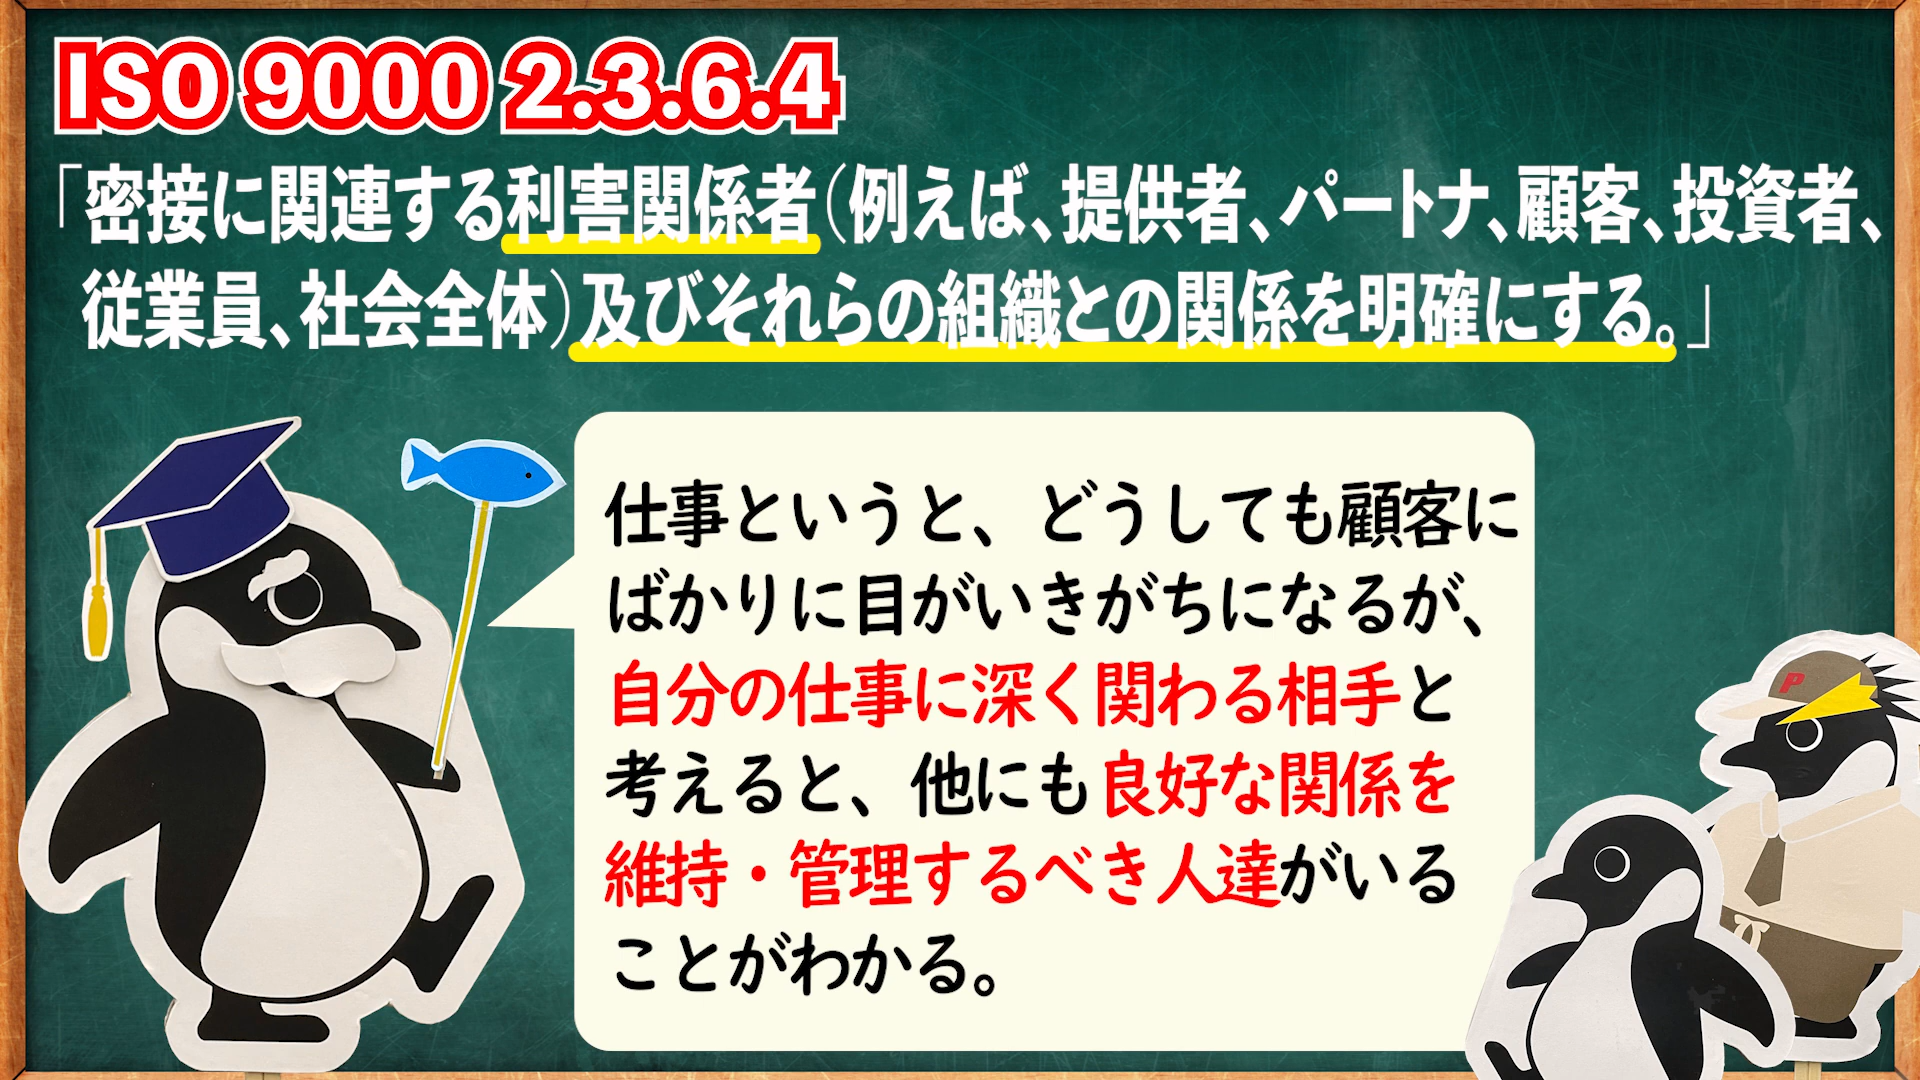 ISO 9000 2.3.6.4
「密接に関連する利害関係者（例えば、提供者、パートナ、顧客、投資者、
従業員、社会全体）及びそれらの組織との関係を明確にする。」
仕事というと、どうしても顧客に
ばかりに目がいきがちになるが、
自分の仕事に深く関わる相手と
考えると、他にも良好な関係を
維持・管理するべき人達がいる
ことがわかる。
P